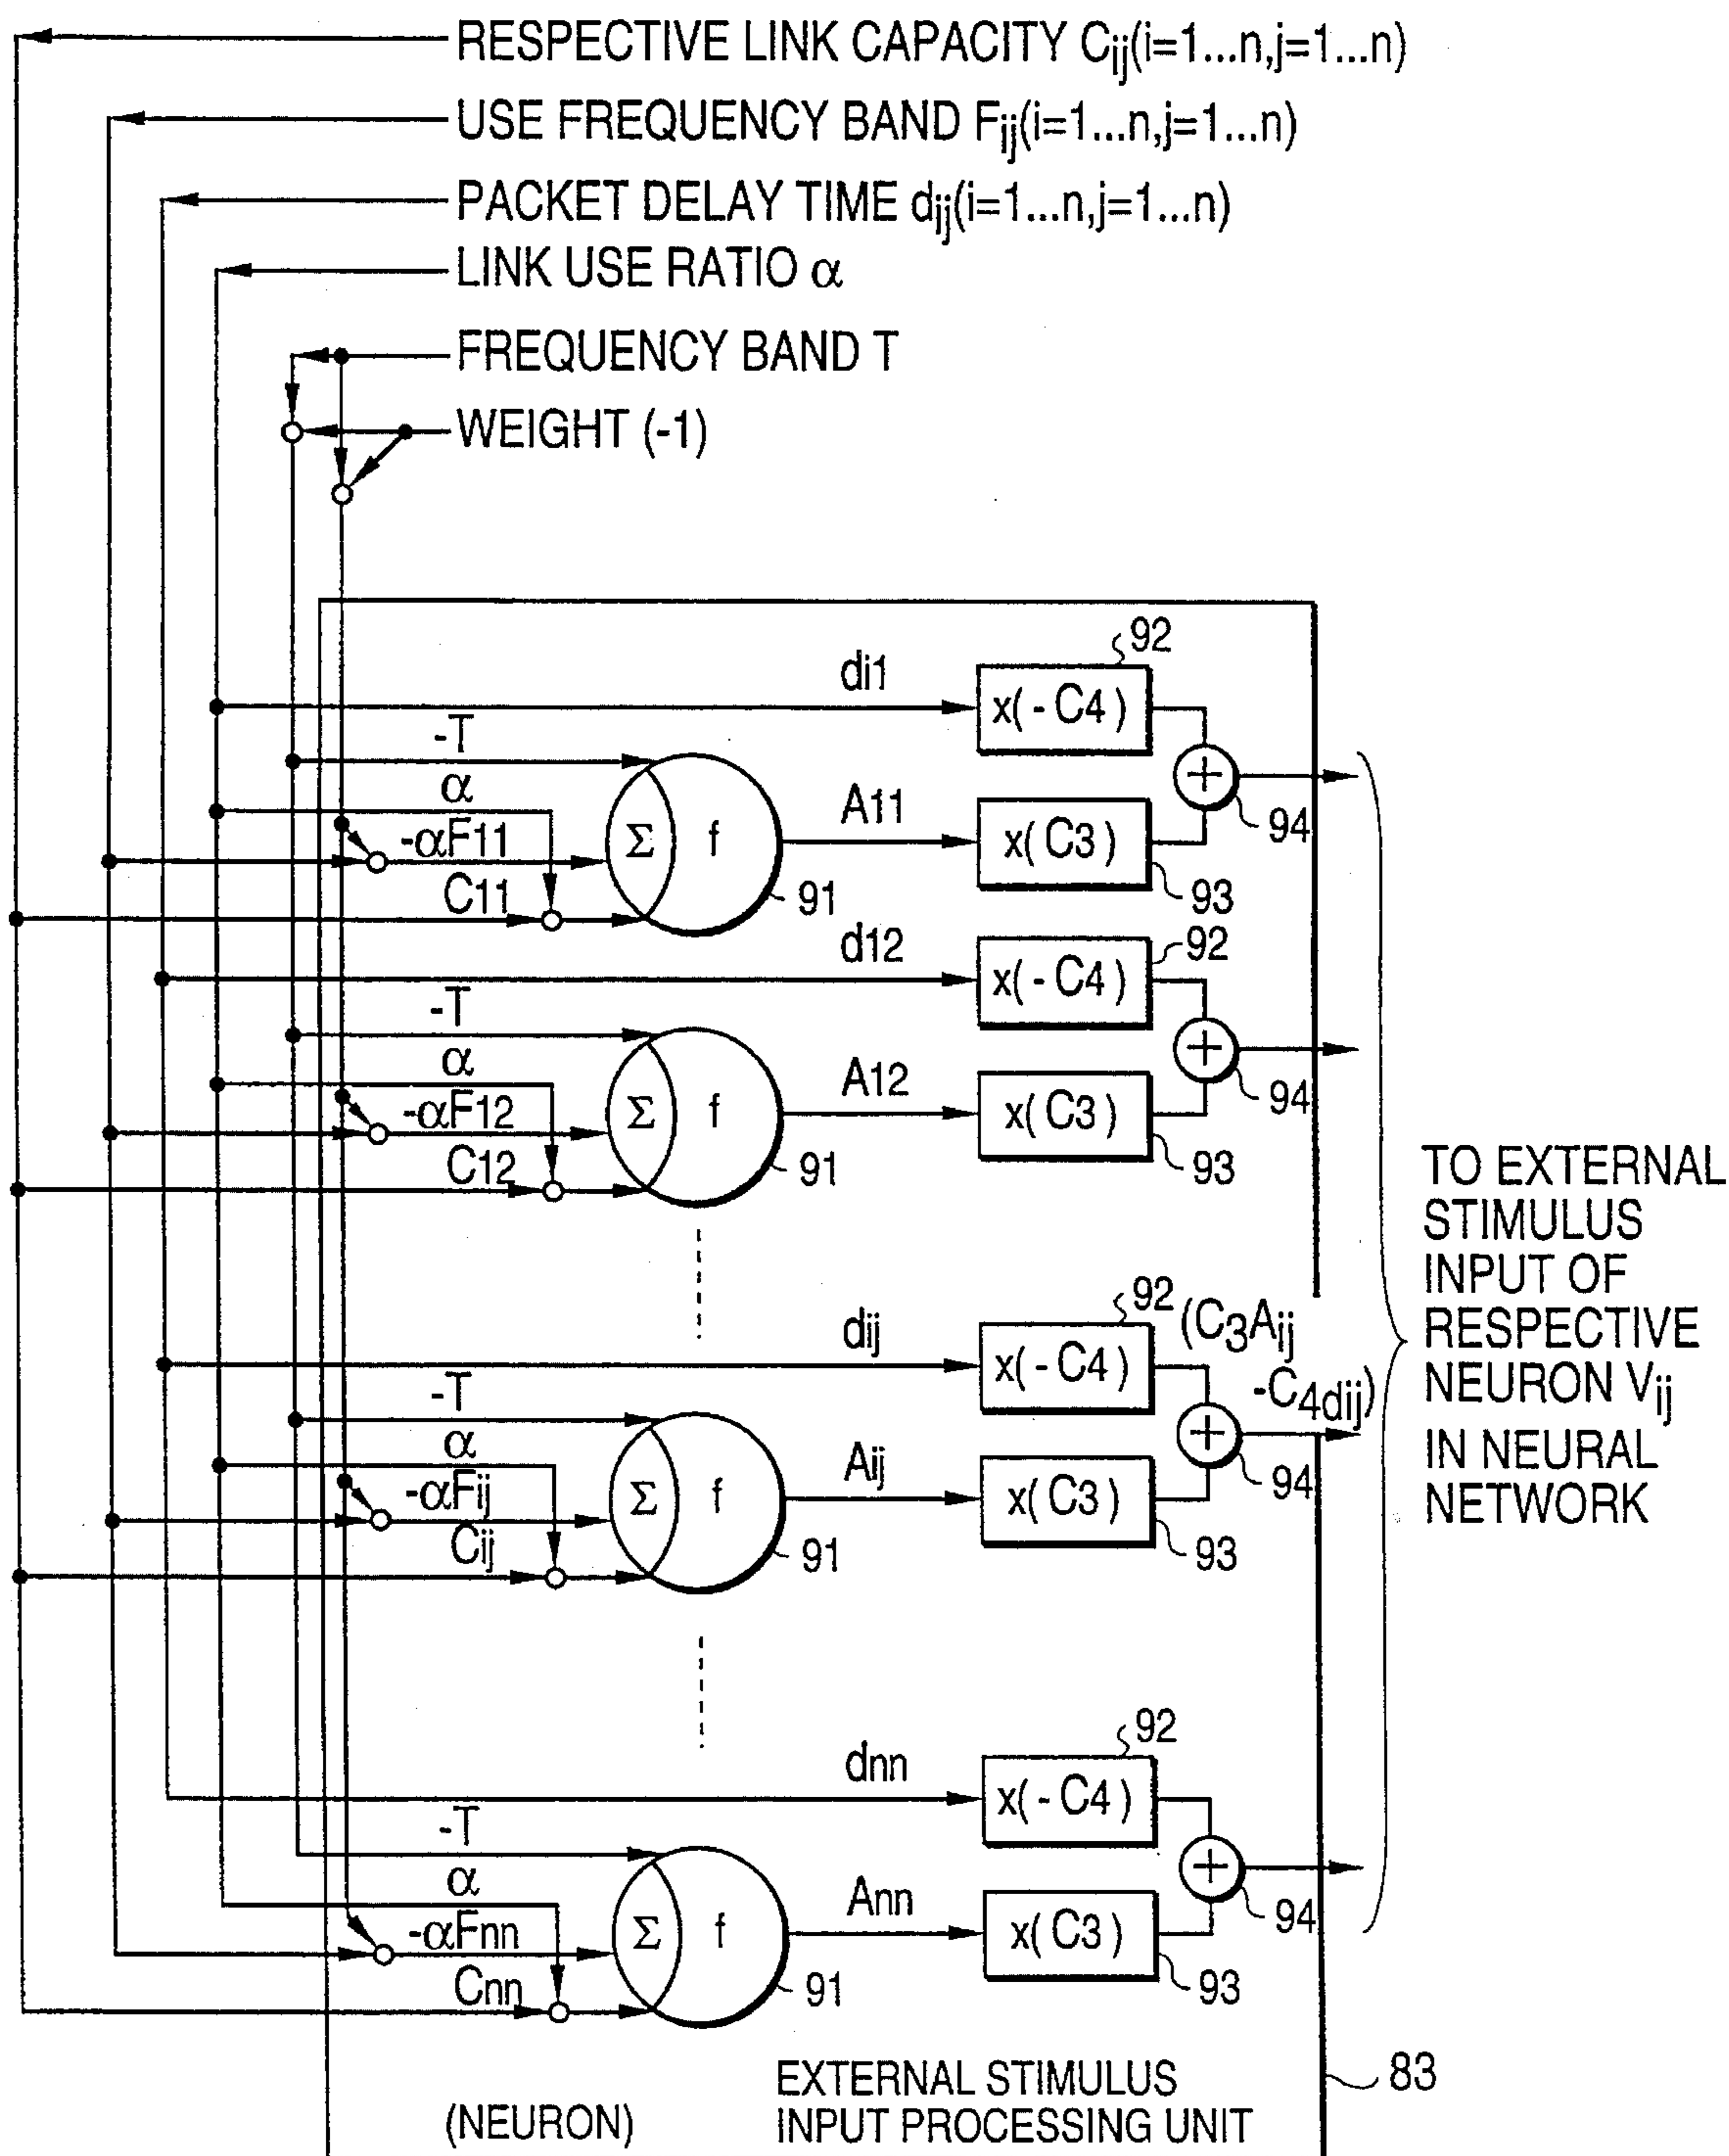 RESPECTIVE LINK CAPACITY Cij(i=1...n,j=1...n)
USE FREQUENCY BAND Fij(i=1...n,j=1...n)
PACKET DELAY TIME dij(i=1...n,j=1...n)
LINK USE RATIO α
FREQUENCY BAND T
WEIGHT (-1)
di1
x(-C4)
92
-T
α
-αF11
C11
Σ f
91
A11
x(C3)
93
+
94
d12
x(-C4)
92
-T
α
-αF12
C12
Σ f
91
A12
x(C3)
93
+
94
dij
x(-C4)
92
(C3Aij
-C4dij)
-T
α
-αFij
Cij
Σ f
91
Aij
x(C3)
93
+
94
dnn
x(-C4)
92
-T
α
-αFnn
Cnn
Σ f
91
Ann
x(C3)
93
+
94
TO EXTERNAL
STIMULUS
INPUT OF
RESPECTIVE
NEURON Vij
IN NEURAL
NETWORK
(NEURON)
EXTERNAL STIMULUS
INPUT PROCESSING UNIT
83